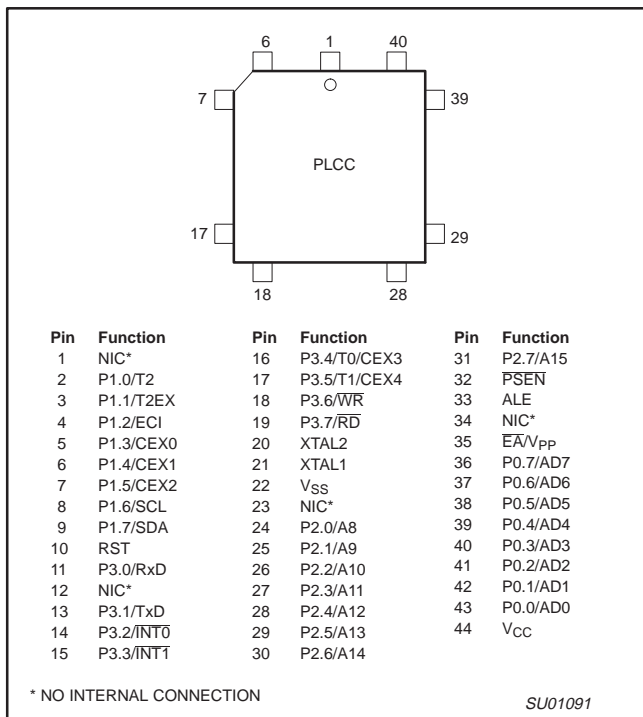 6 1 40
7 39
PLCC
17 29
18 28
Pin Function Pin Function Pin Function
1 NIC* 16 P3.4/T0/CEX3 31 P2.7/A15
2 P1.0/T2 17 P3.5/T1/CEX4 32 P̅S̅E̅N̅
3 P1.1/T2EX 18 P3.6/W̅R̅ 33 ALE
4 P1.2/ECI 19 P3.7/R̅D̅ 34 NIC*
5 P1.3/CEX0 20 XTAL2 35 E̅A̅/VPP
6 P1.4/CEX1 21 XTAL1 36 P0.7/AD7
7 P1.5/CEX2 22 VSS 37 P0.6/AD6
8 P1.6/SCL 23 NIC* 38 P0.5/AD5
9 P1.7/SDA 24 P2.0/A8 39 P0.4/AD4
10 RST 25 P2.1/A9 40 P0.3/AD3
11 P3.0/RxD 26 P2.2/A10 41 P0.2/AD2
12 NIC* 27 P2.3/A11 42 P0.1/AD1
13 P3.1/TxD 28 P2.4/A12 43 P0.0/AD0
14 P3.2/I̅N̅T̅0̅ 29 P2.5/A13 44 VCC
15 P3.3/I̅N̅T̅1̅ 30 P2.6/A14
* NO INTERNAL CONNECTION
SU01091